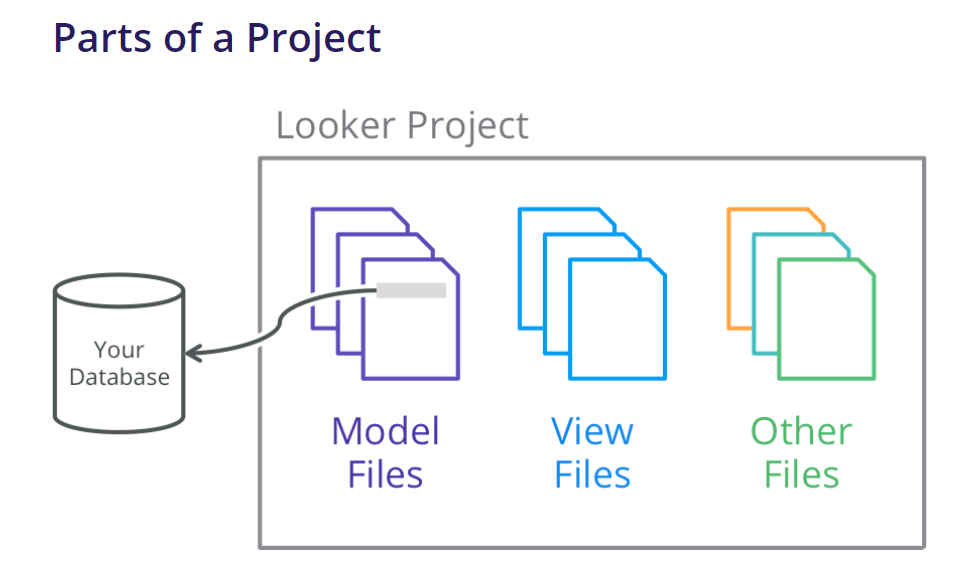 Parts of a Project
Looker Project
Your
Database
Model
Files
View
Files
Other
Files